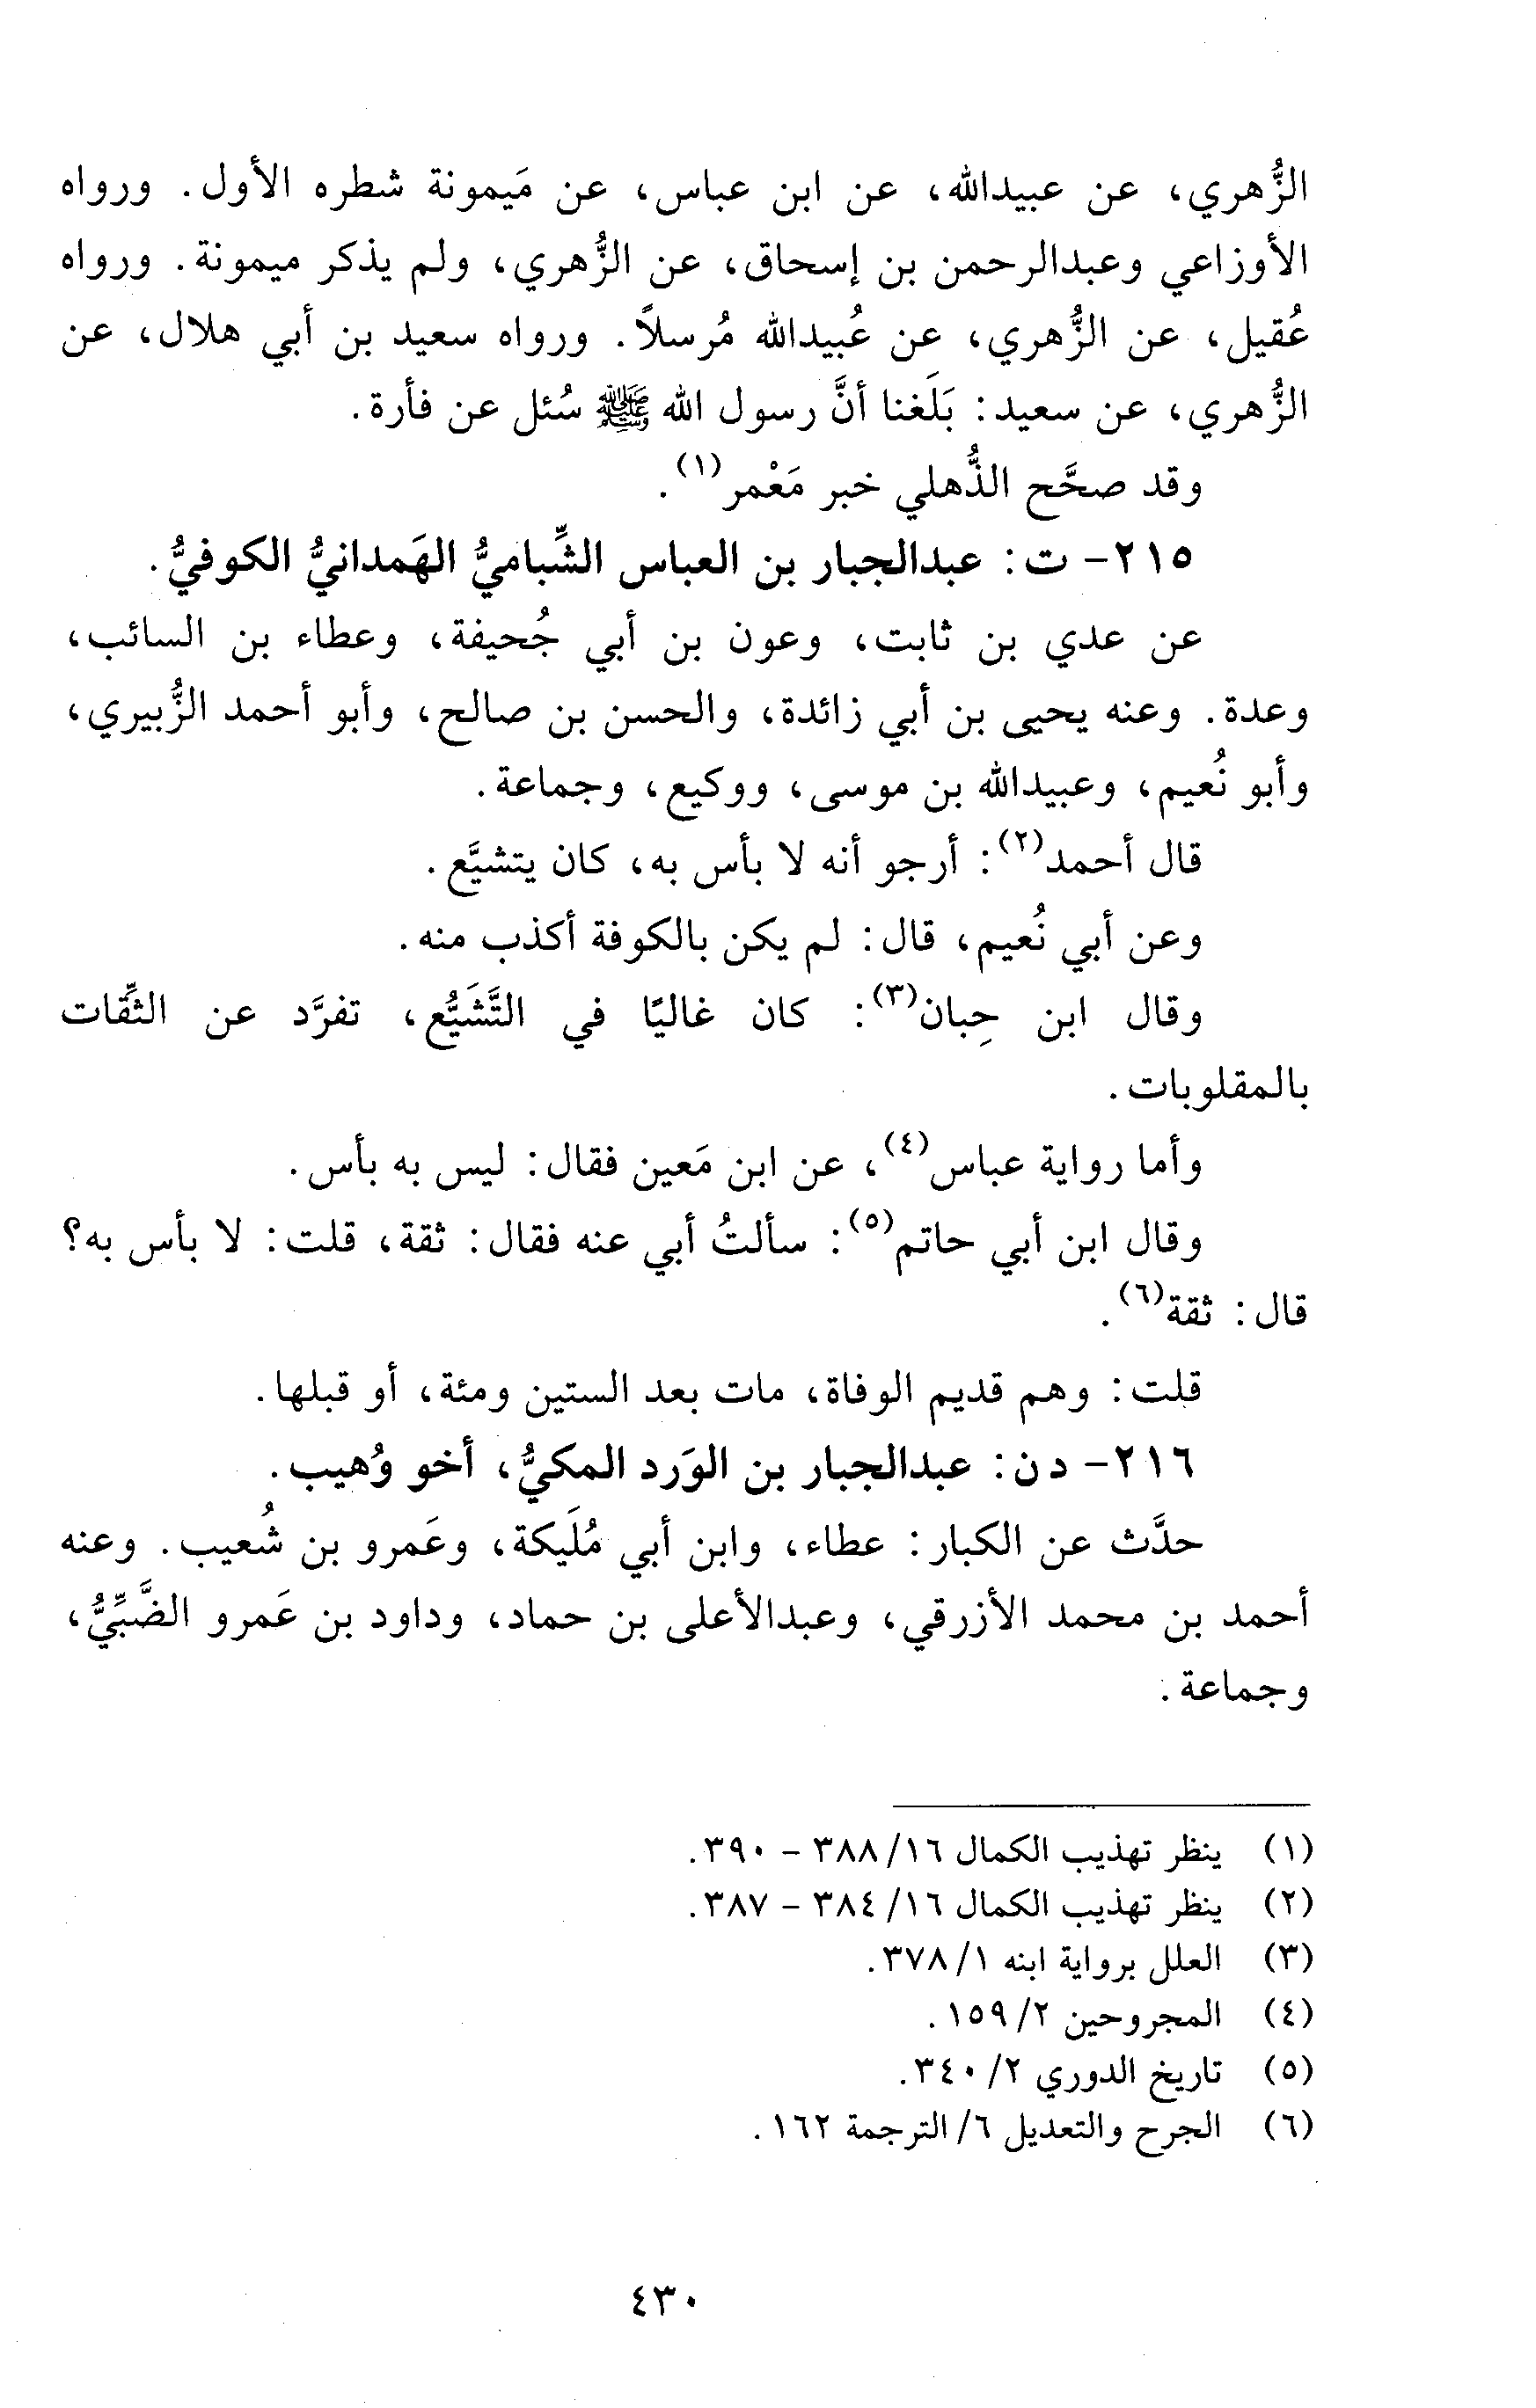 الزُّهري، عن عبيدالله، عن ابن عباس، عن مَيمونة شطره الأول. ورواه
الأوزاعي وعبدالرحمن بن إسحاق، عن الزُّهري، ولم يذكر ميمونة. ورواه
عُقيل، عن الزُّهري، عن عُبيدالله مُرسلاً. ورواه سعيد بن أبي هلال، عن
الزُّهري، عن سعيد: بَلَغنا أنَّ رسول الله ﷺ سُئل عن فأرة.
وقد صحَّح الذُّهلي خبر مَعْمر(١).
٢١٥- ت: عبدالجبار بن العباس الشِّباميُّ الهَمدانيُّ الكوفيُّ.
عن عدي بن ثابت، وعون بن أبي جُحيفة، وعطاء بن السائب،
وعدة. وعنه يحيى بن أبي زائدة، والحسن بن صالح، وأبو أحمد الزُّبيري،
وأبو نُعيم، وعبيدالله بن موسى، ووكيع، وجماعة.
قال أحمد(٢): أرجو أنه لا بأس به، كان يتشيَّع.
وعن أبي نُعيم، قال: لم يكن بالكوفة أكذب منه.
وقال ابن حِبان(٣): كان غاليًا في التَّشَيُّع، تفرَّد عن الثِّقات
بالمقلوبات.
وأما رواية عباس(٤)، عن ابن مَعين فقال: ليس به بأس.
وقال ابن أبي حاتم(٥): سألتُ أبي عنه فقال: ثقة، قلت: لا بأس به؟
قال: ثقة(٦).
قلت: وهم قديم الوفاة، مات بعد الستين ومئة، أو قبلها.
٢١٦- د ن: عبدالجبار بن الوَرد المكيُّ، أخو وُهيب.
حدَّث عن الكبار: عطاء، وابن أبي مُلَيكة، وعَمرو بن شُعيب. وعنه
أحمد بن محمد الأزرقي، وعبدالأعلى بن حماد، وداود بن عَمرو الضَّبِّيُّ،
وجماعة.
(١) ينظر تهذيب الكمال ١٦/ ٣٨٨ - ٣٩٠.
(٢) ينظر تهذيب الكمال ١٦/ ٣٨٤ - ٣٨٧.
(٣) العلل برواية ابنه ١/ ٣٧٨.
(٤) المجروحين ٢/ ١٥٩.
(٥) تاريخ الدوري ٢/ ٣٤٠.
(٦) الجرح والتعديل ٦/ الترجمة ١٦٢.
٤٣٠